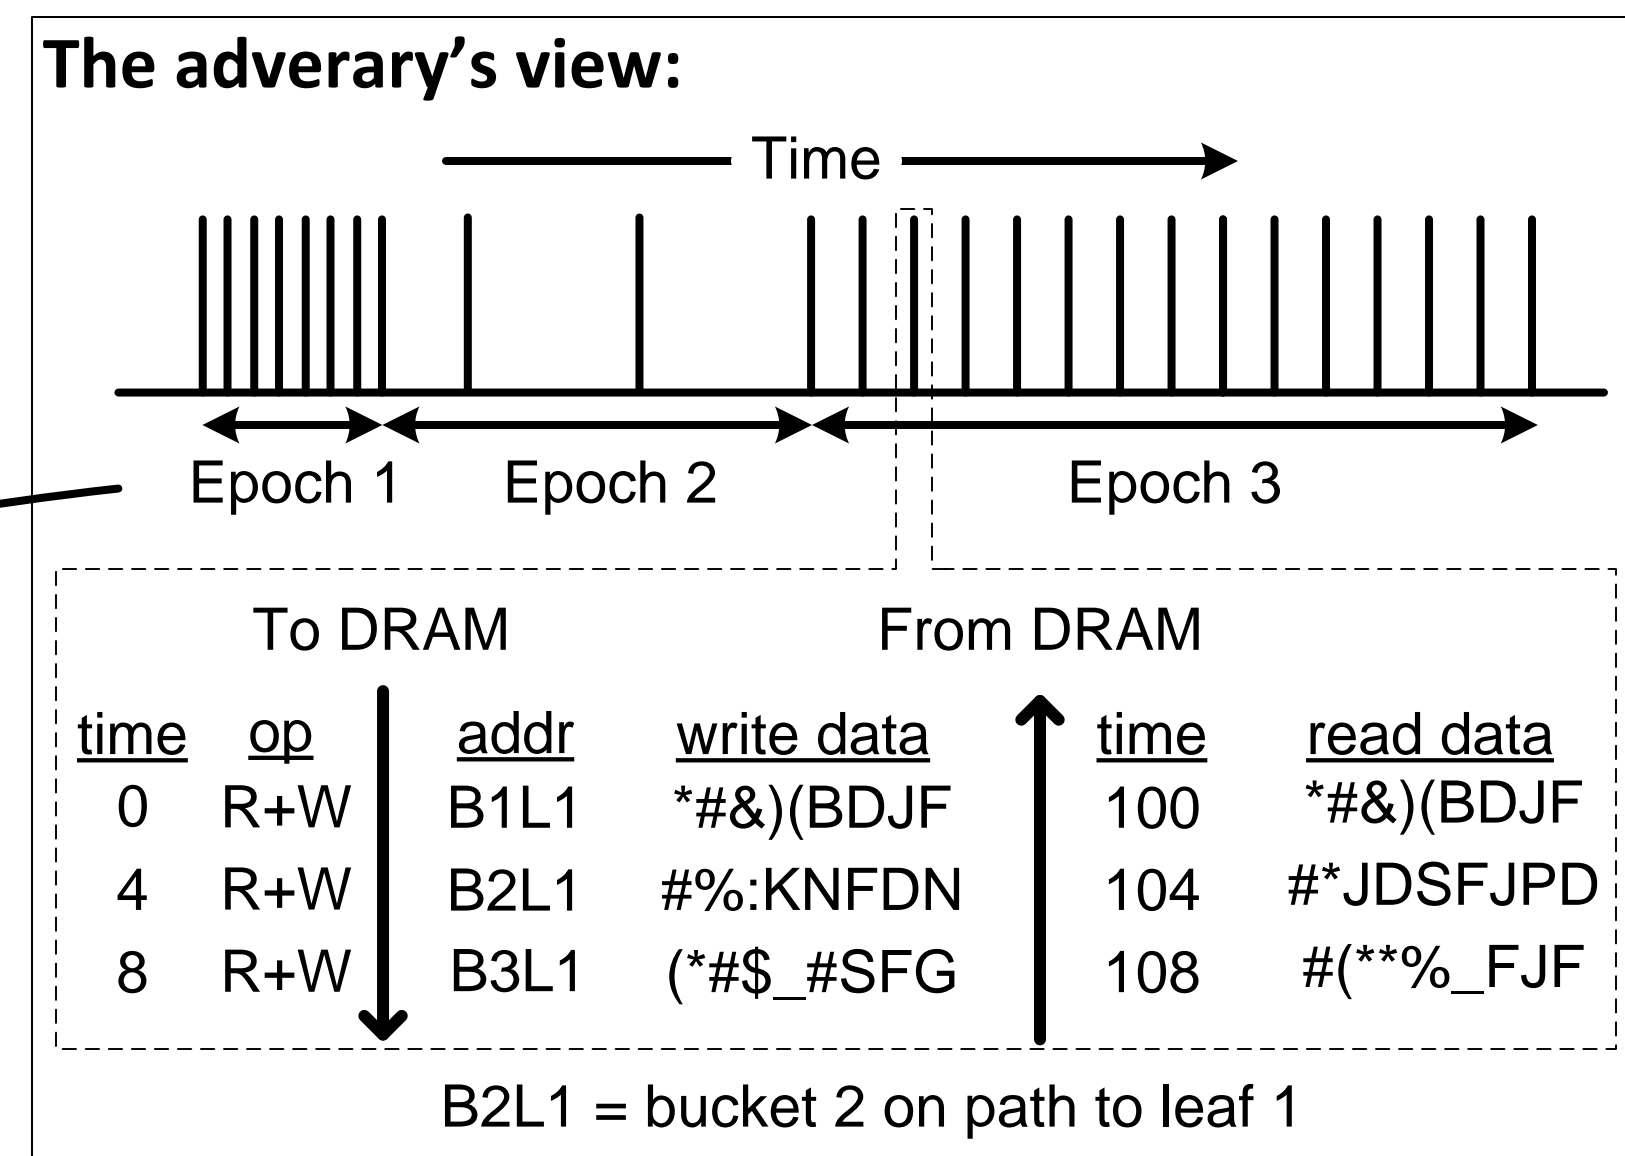 The adverary’s view:
Time
Epoch 1 Epoch 2 Epoch 3
To DRAM From DRAM
time op addr write data time read data
0 R+W B1L1 *#&)(BDJF 100 *#&)(BDJF
4 R+W B2L1 #%:KNFDN 104 #*JDSFJPD
8 R+W B3L1 (*#$_#SFG 108 #(**%_FJF
B2L1 = bucket 2 on path to leaf 1